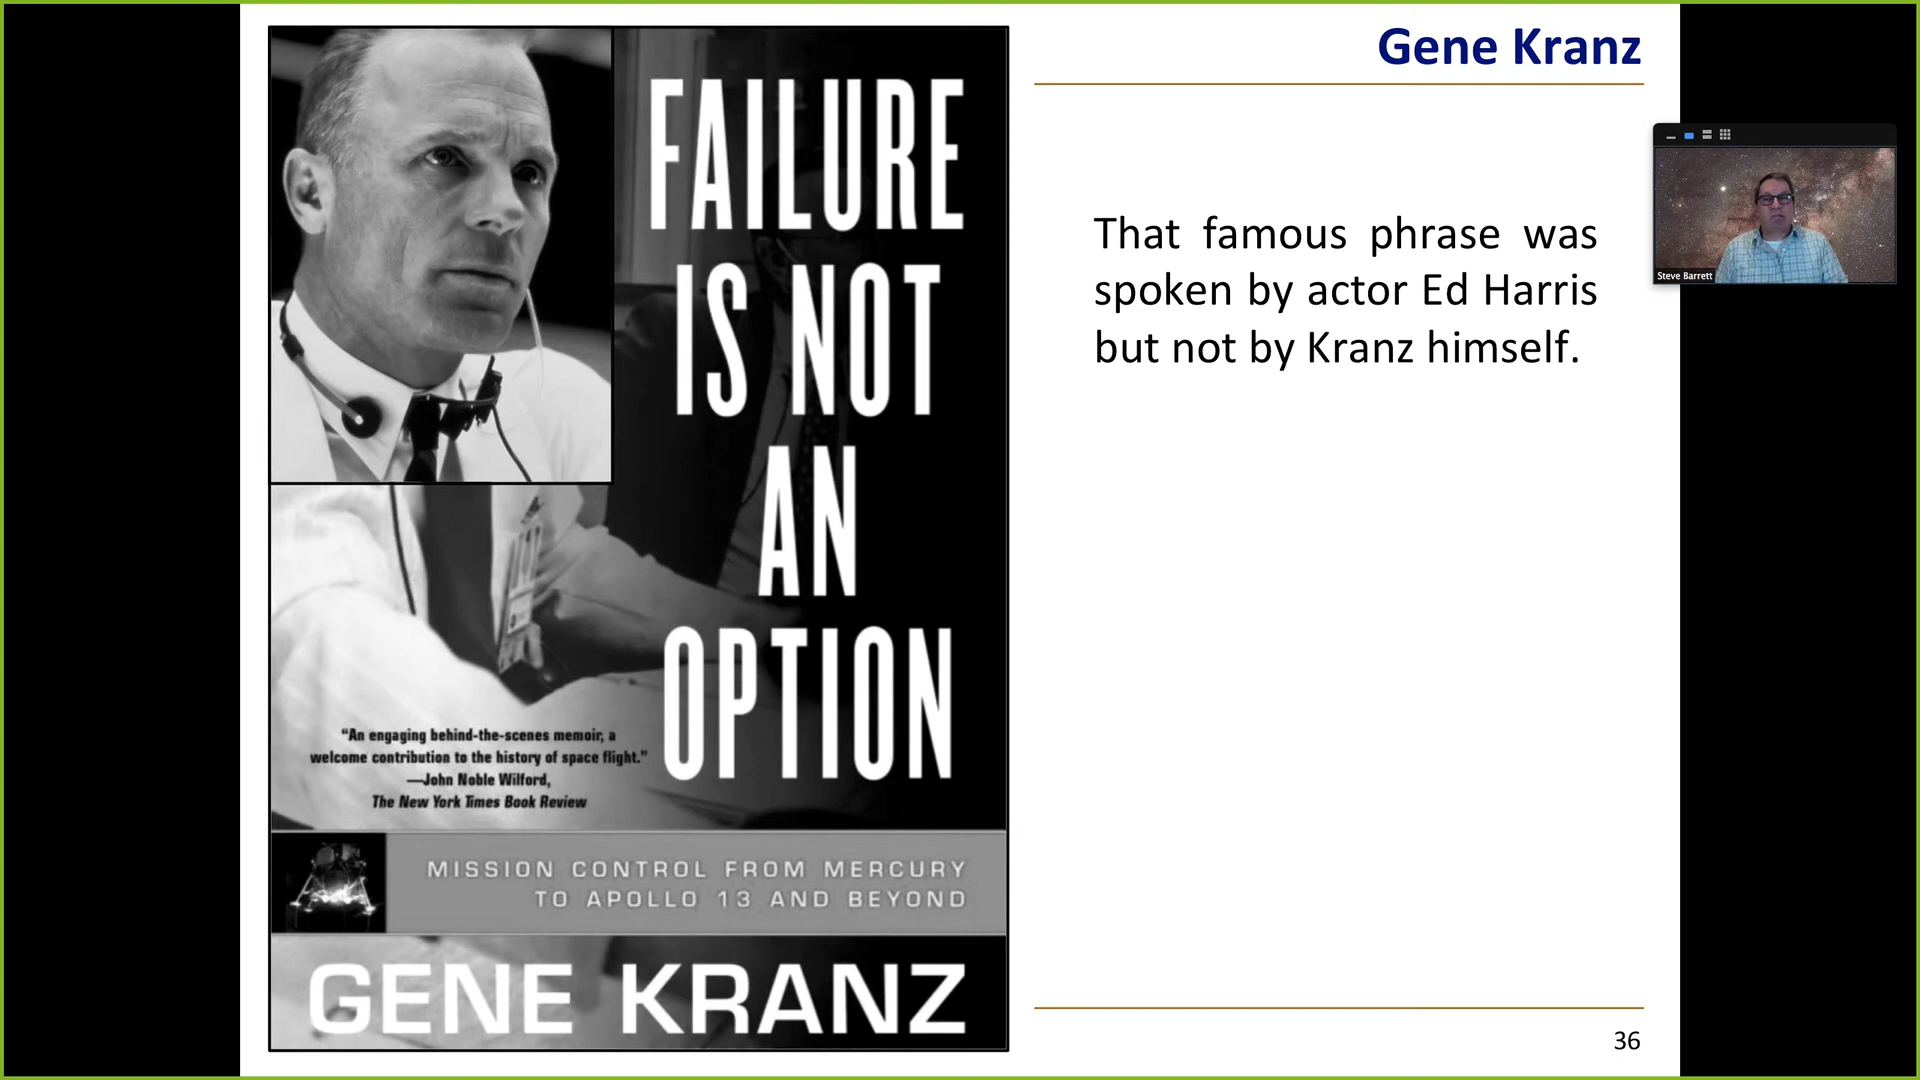 Gene Kranz
FAILURE
IS NOT
AN
OPTION
“An engaging behind-the-scenes memoir, a
welcome contribution to the history of space flight.”
—John Noble Wilford,
The New York Times Book Review
MISSION CONTROL FROM MERCURY
TO APOLLO 13 AND BEYOND
GENE KRANZ
That famous phrase was
spoken by actor Ed Harris
but not by Kranz himself.
Steve Barrett
36